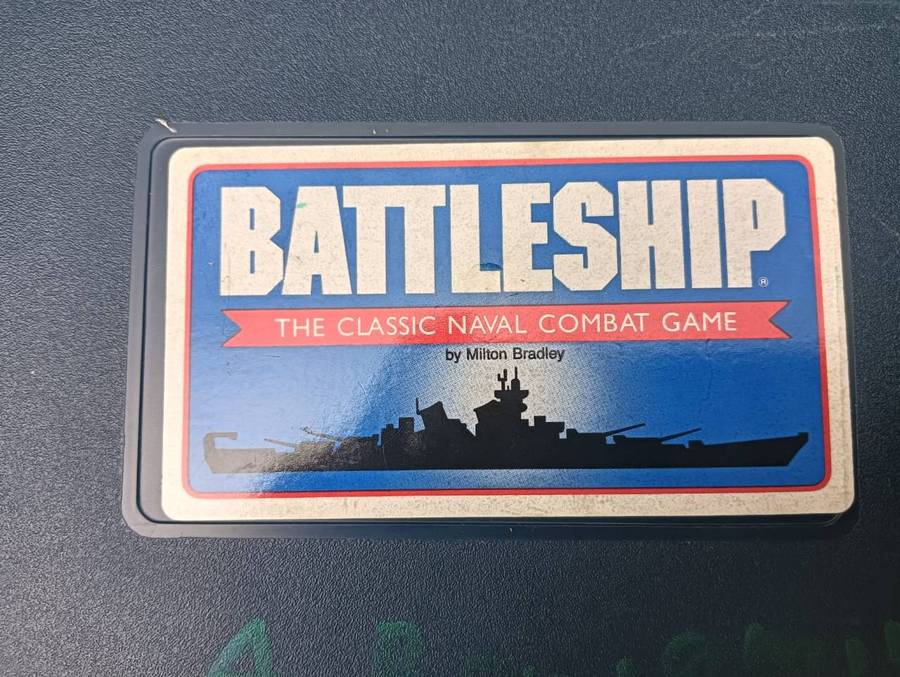 BATTLESHIP®
THE CLASSIC NAVAL COMBAT GAME
by Milton Bradley